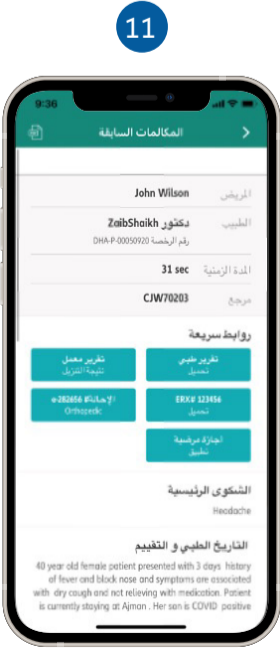 11
9:36
المكالمات السابقة
المريض John Wilson
الطبيب دكتور ZaibShaikh
رقم الرخصة DHA-P-00050920
المدة الزمنية 31 sec
مرجع CJW70203
روابط سريعة
تقرير طبي تقرير معمل
تحميل نتيجة التنزيل
ERX# 123456 الإحالة# e-282656
تحميل Orthopedic
اجازة مرضية
تطبيق
الشكوى الرئيسية
Headache
التاريخ الطبي و التقييم
40 year old female patient presented with 3 days history
of fever and block nose and symptoms are associated
with dry cough and not relieving with medication. Patient
is currently staying at Ajman . Her son is COVID positive